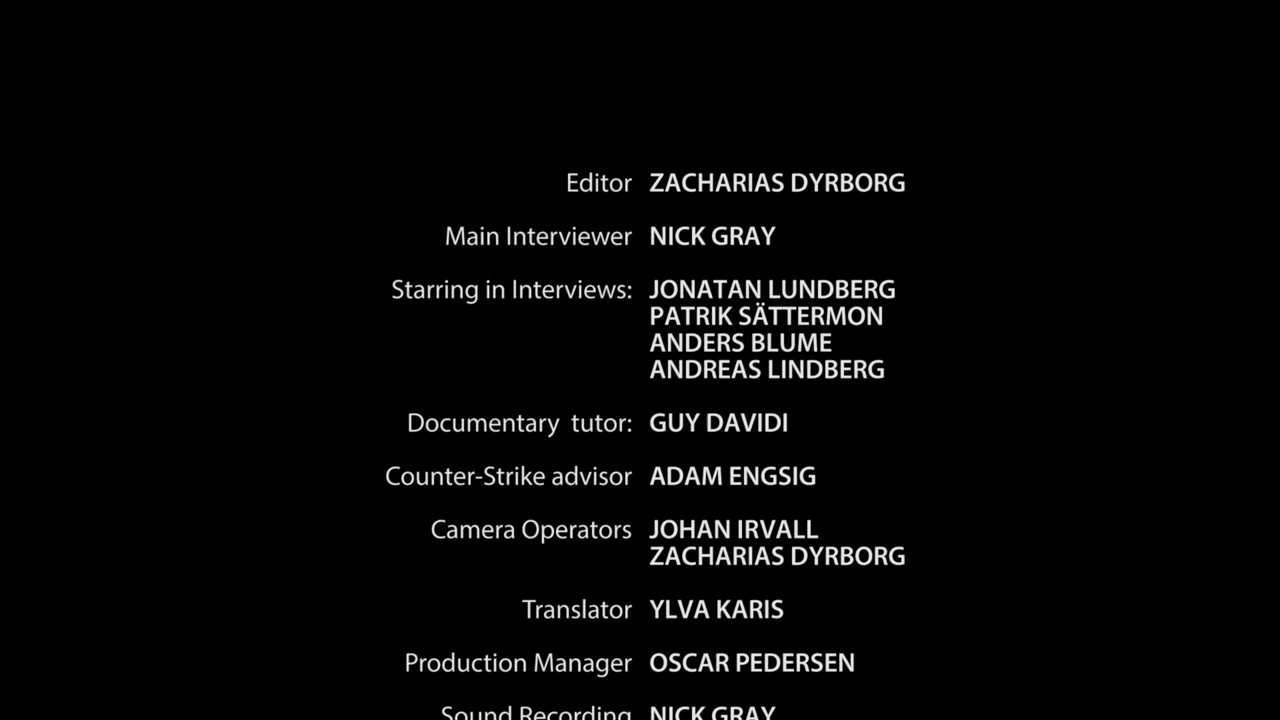 Editor ZACHARIAS DYRBORG
Main Interviewer NICK GRAY
Starring in Interviews: JONATAN LUNDBERG
PATRIK SÄTTERMON
ANDERS BLUME
ANDREAS LINDBERG
Documentary tutor: GUY DAVIDI
Counter-Strike advisor ADAM ENGSIG
Camera Operators JOHAN IRVALL
ZACHARIAS DYRBORG
Translator YLVA KARIS
Production Manager OSCAR PEDERSEN
Sound Recording NICK GRAY